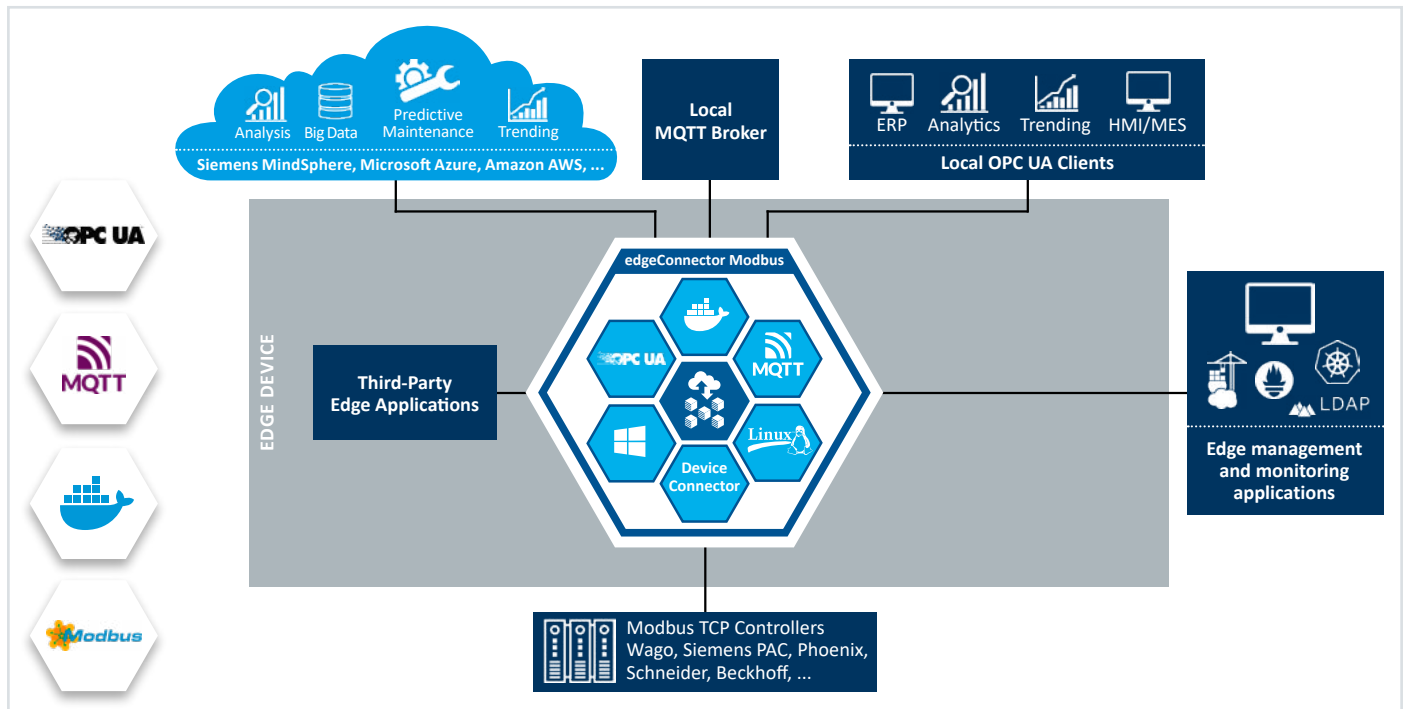 Analysis
Big Data
Predictive
Maintenance
Trending
Siemens MindSphere, Microsoft Azure, Amazon AWS, ...
Local
MQTT Broker
ERP
Analytics
Trending
HMI/MES
Local OPC UA Clients
OPC UA
MQTT
Modbus
EDGE DEVICE
Third-Party
Edge Applications
edgeConnector Modbus
OPC UA
MQTT
Linux
Device
Connector
LDAP
Edge management
and monitoring
applications
Modbus TCP Controllers
Wago, Siemens PAC, Phoenix,
Schneider, Beckhoff, ...